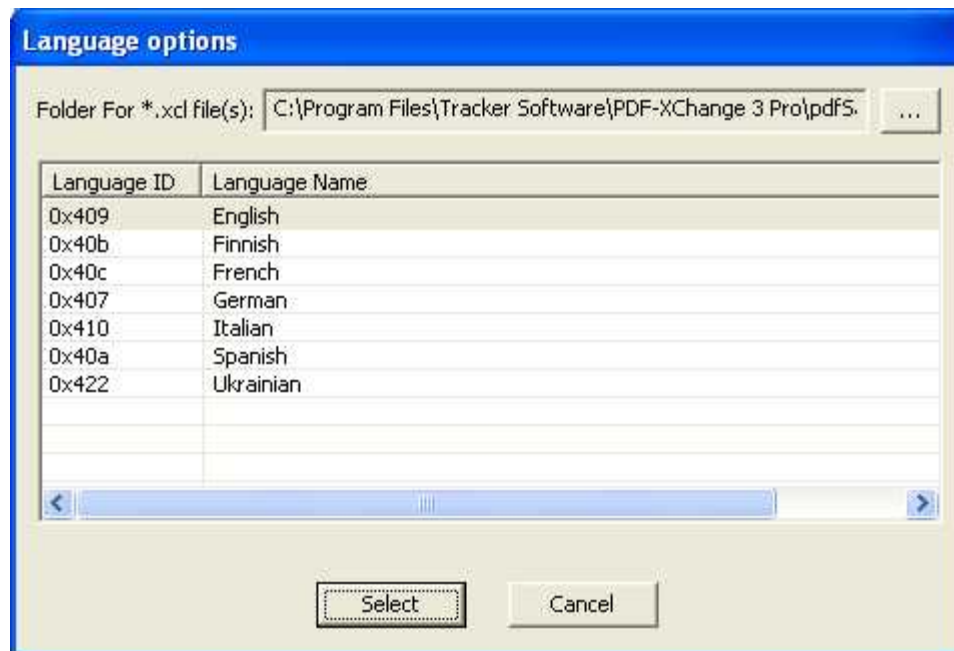 Language options
Folder For *.xcl file(s): C:\Program Files\Tracker Software\PDF-XChange 3 Pro\pdfS ...
Language ID Language Name
0x409 English
0x40b Finnish
0x40c French
0x407 German
0x410 Italian
0x40a Spanish
0x422 Ukrainian
Select Cancel